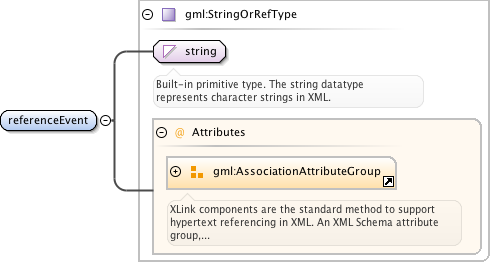 gml:StringOrRefType
string
Built-in primitive type. The string datatype
represents character strings in XML.
referenceEvent
@ Attributes
gml:AssociationAttributeGroup
XLink components are the standard method to support
hypertext referencing in XML. An XML Schema attribute
group,...